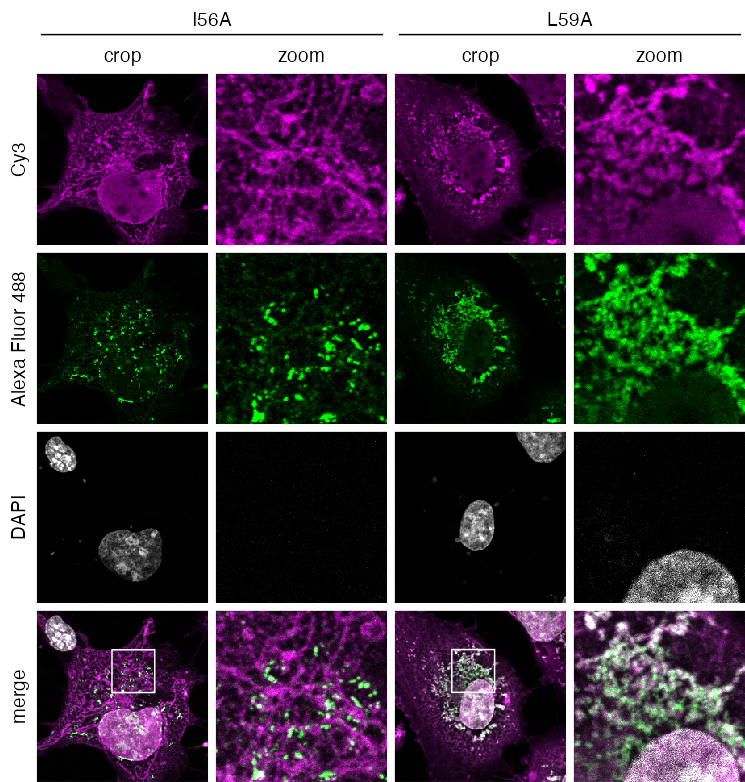 I56A L59A
crop zoom crop zoom
Cy3
Alexa Fluor 488
DAPI
merge